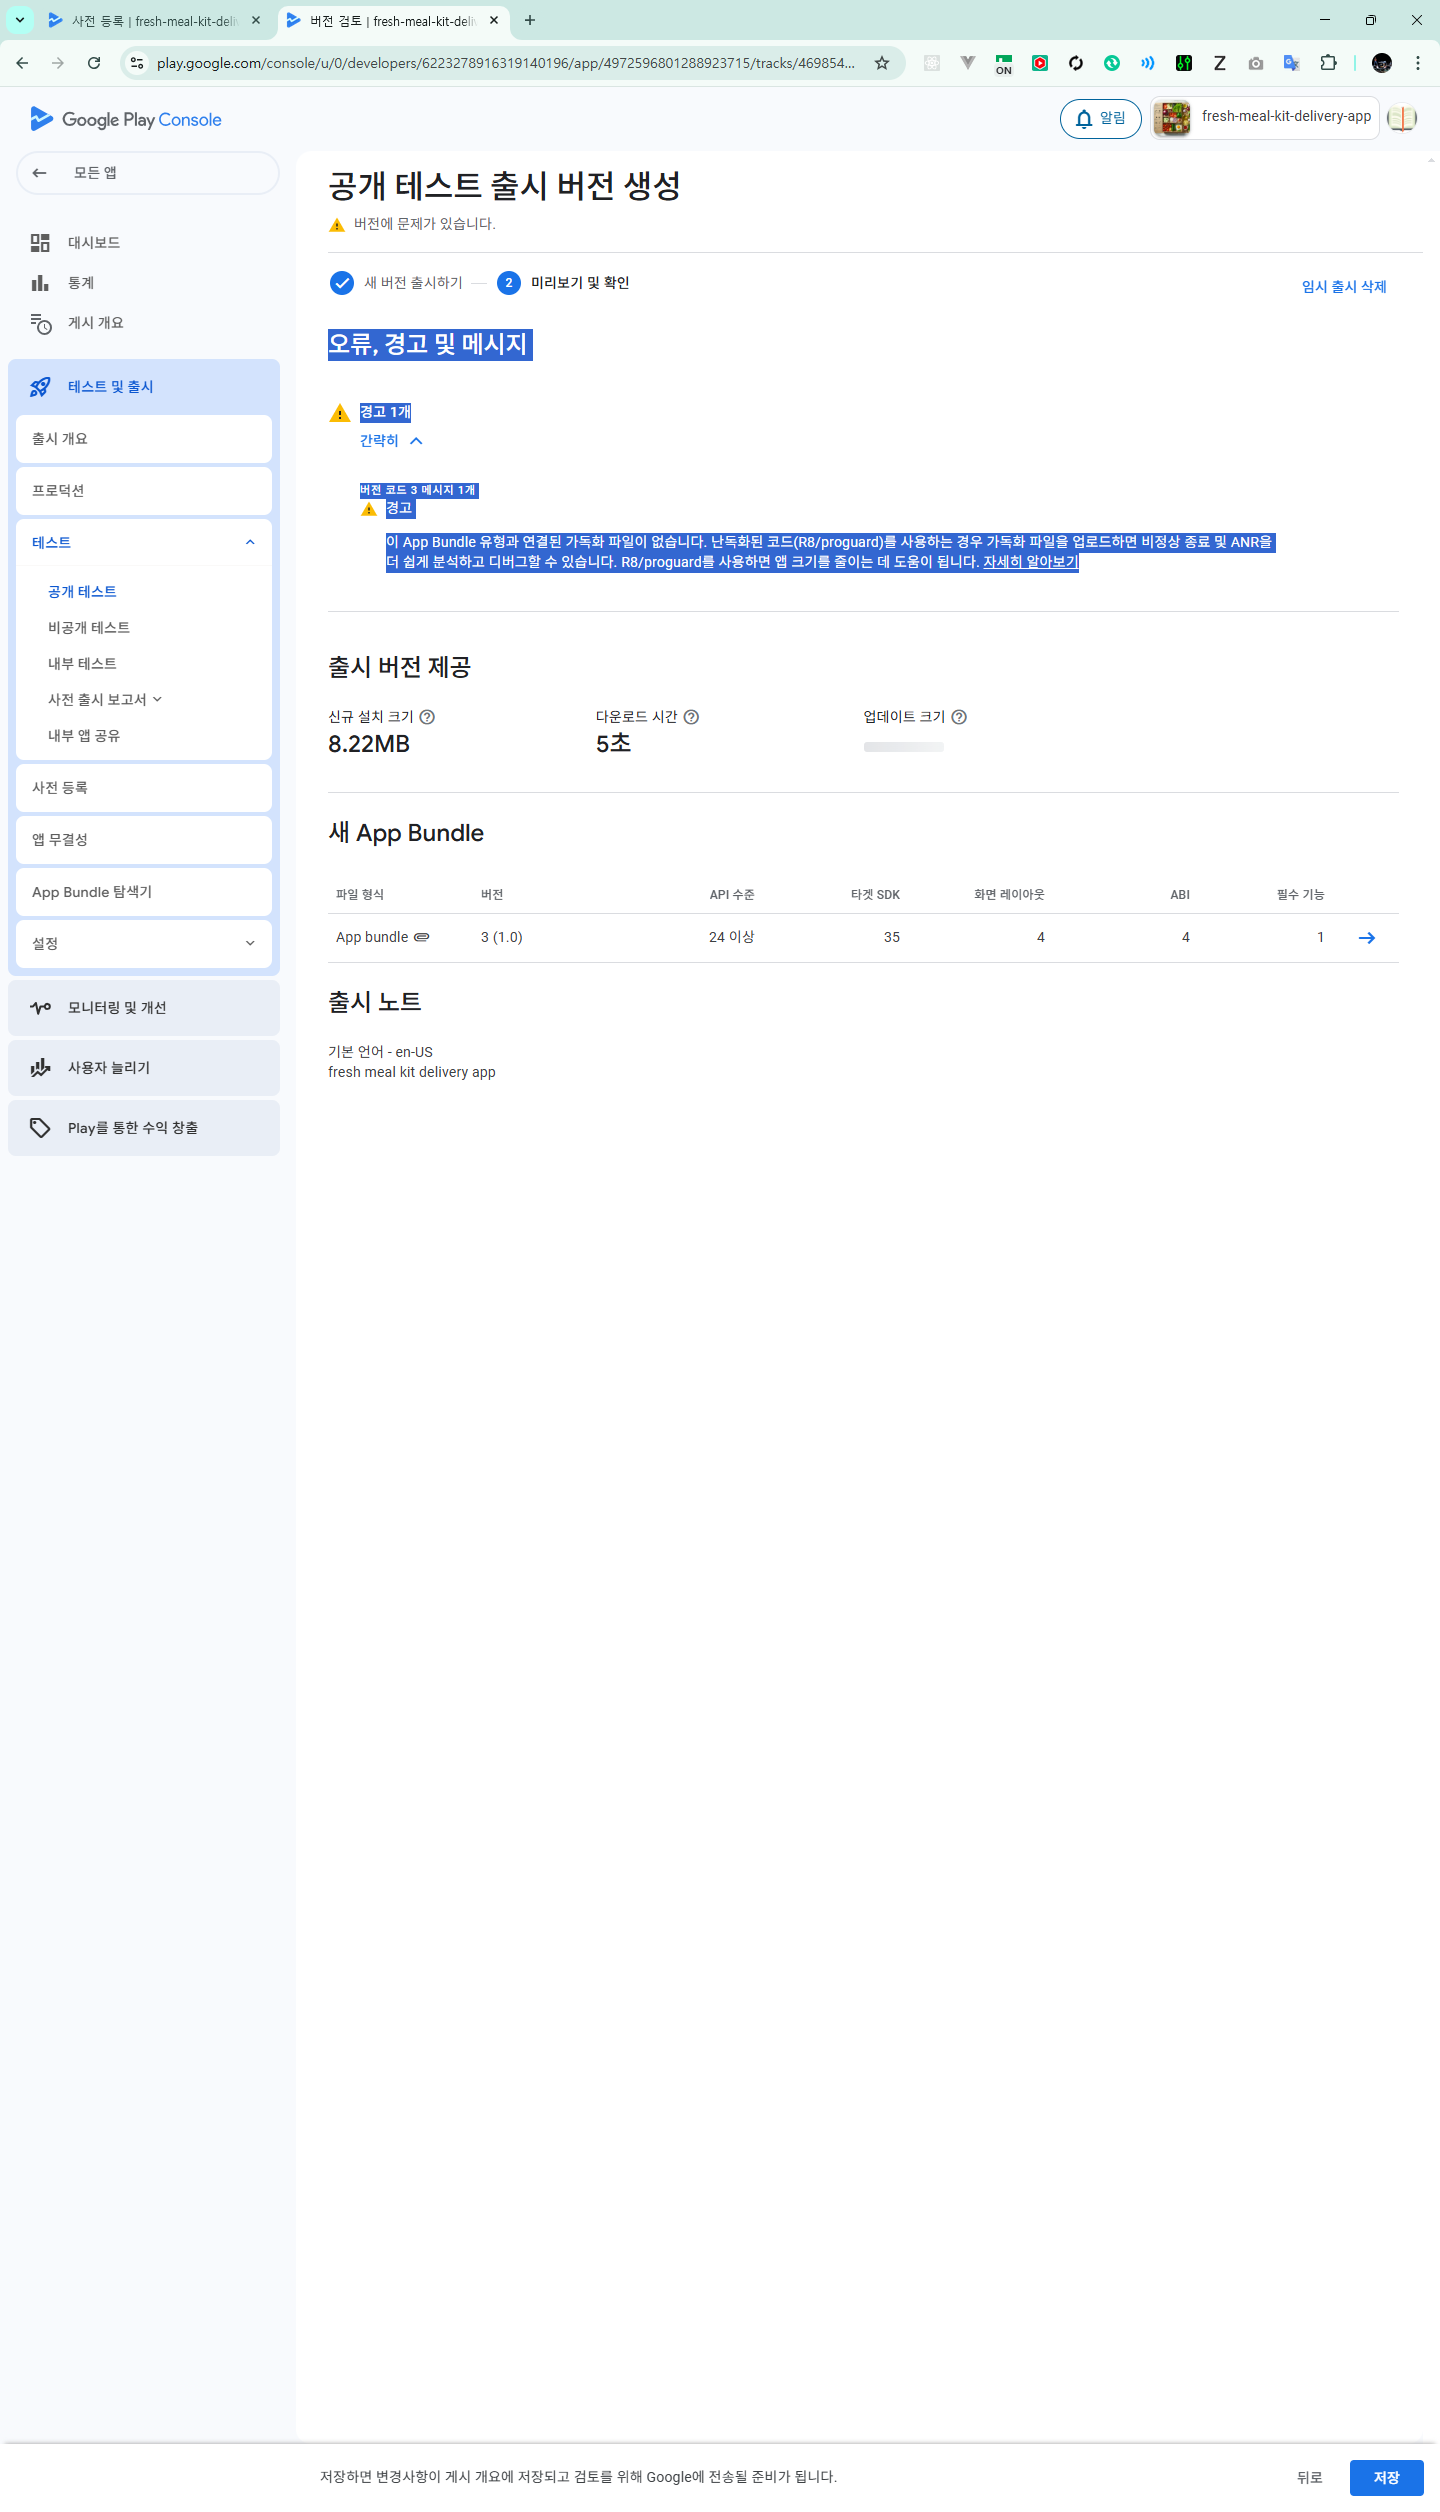 사전 등록 | fresh-meal-kit-deliv
버전 검토 | fresh-meal-kit-deliv
play.google.com/console/u/0/developers/6223278916319140196/app/4972596801288923715/tracks/469854...
ON
Google Play Console
알림
fresh-meal-kit-delivery-app
모든 앱
대시보드
통계
게시 개요
테스트 및 출시
출시 개요
프로덕션
테스트
공개 테스트
비공개 테스트
내부 테스트
사전 출시 보고서
내부 앱 공유
사전 등록
앱 무결성
App Bundle 탐색기
설정
모니터링 및 개선
사용자 늘리기
Play를 통한 수익 창출
공개 테스트 출시 버전 생성
버전에 문제가 있습니다.
새 버전 출시하기
2 미리보기 및 확인
임시 출시 삭제
오류, 경고 및 메시지
경고 1개
간략히
버전 코드 3 메시지 1개
경고
이 App Bundle 유형과 연결된 가독화 파일이 없습니다. 난독화된 코드(R8/proguard)를 사용하는 경우 가독화 파일을 업로드하면 비정상 종료 및 ANR을
더 쉽게 분석하고 디버그할 수 있습니다. R8/proguard를 사용하면 앱 크기를 줄이는 데 도움이 됩니다. 자세히 알아보기
출시 버전 제공
신규 설치 크기 다운로드 시간 업데이트 크기
8.22MB 5초
새 App Bundle
파일 형식 버전 API 수준 타겟 SDK 화면 레이아웃 ABI 필수 기능
App bundle 3 (1.0) 24 이상 35 4 4 1
출시 노트
기본 언어 - en-US
fresh meal kit delivery app
저장하면 변경사항이 게시 개요에 저장되고 검토를 위해 Google에 전송될 준비가 됩니다.
뒤로
저장